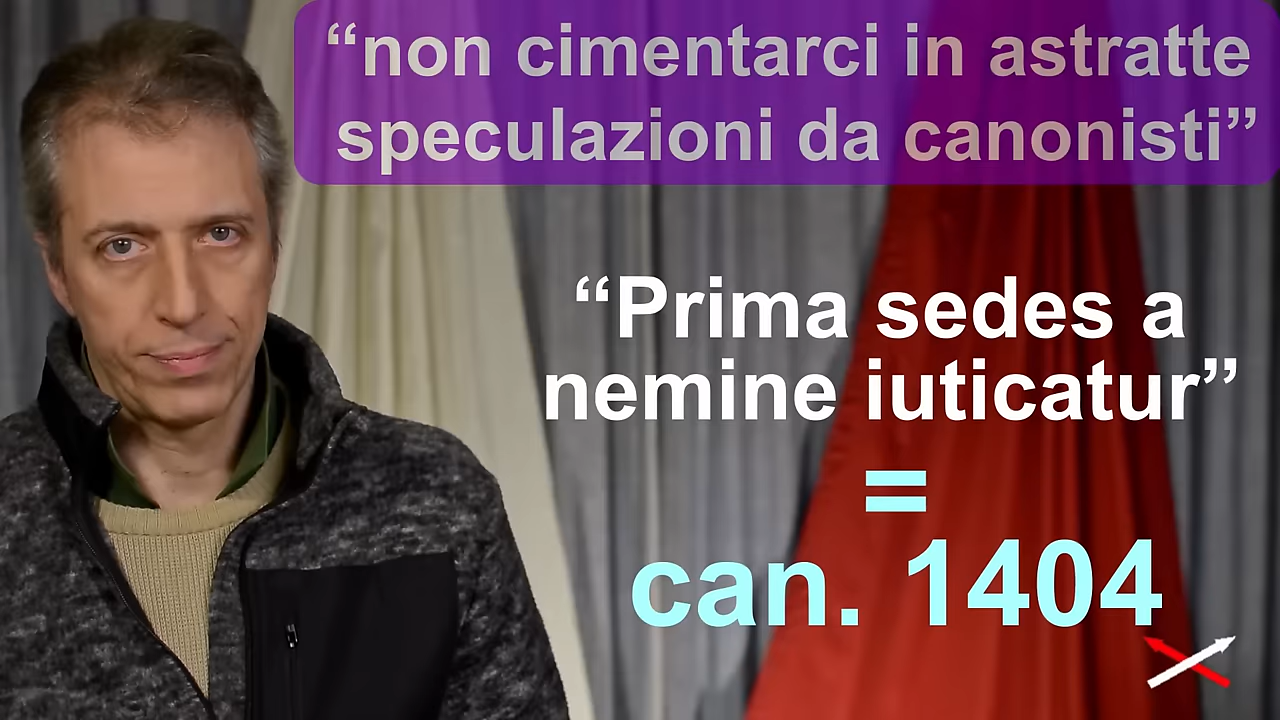 “non cimentarci in astratte
speculazioni da canonisti”
“Prima sedes a
nemine iuticatur”
=
can. 1404